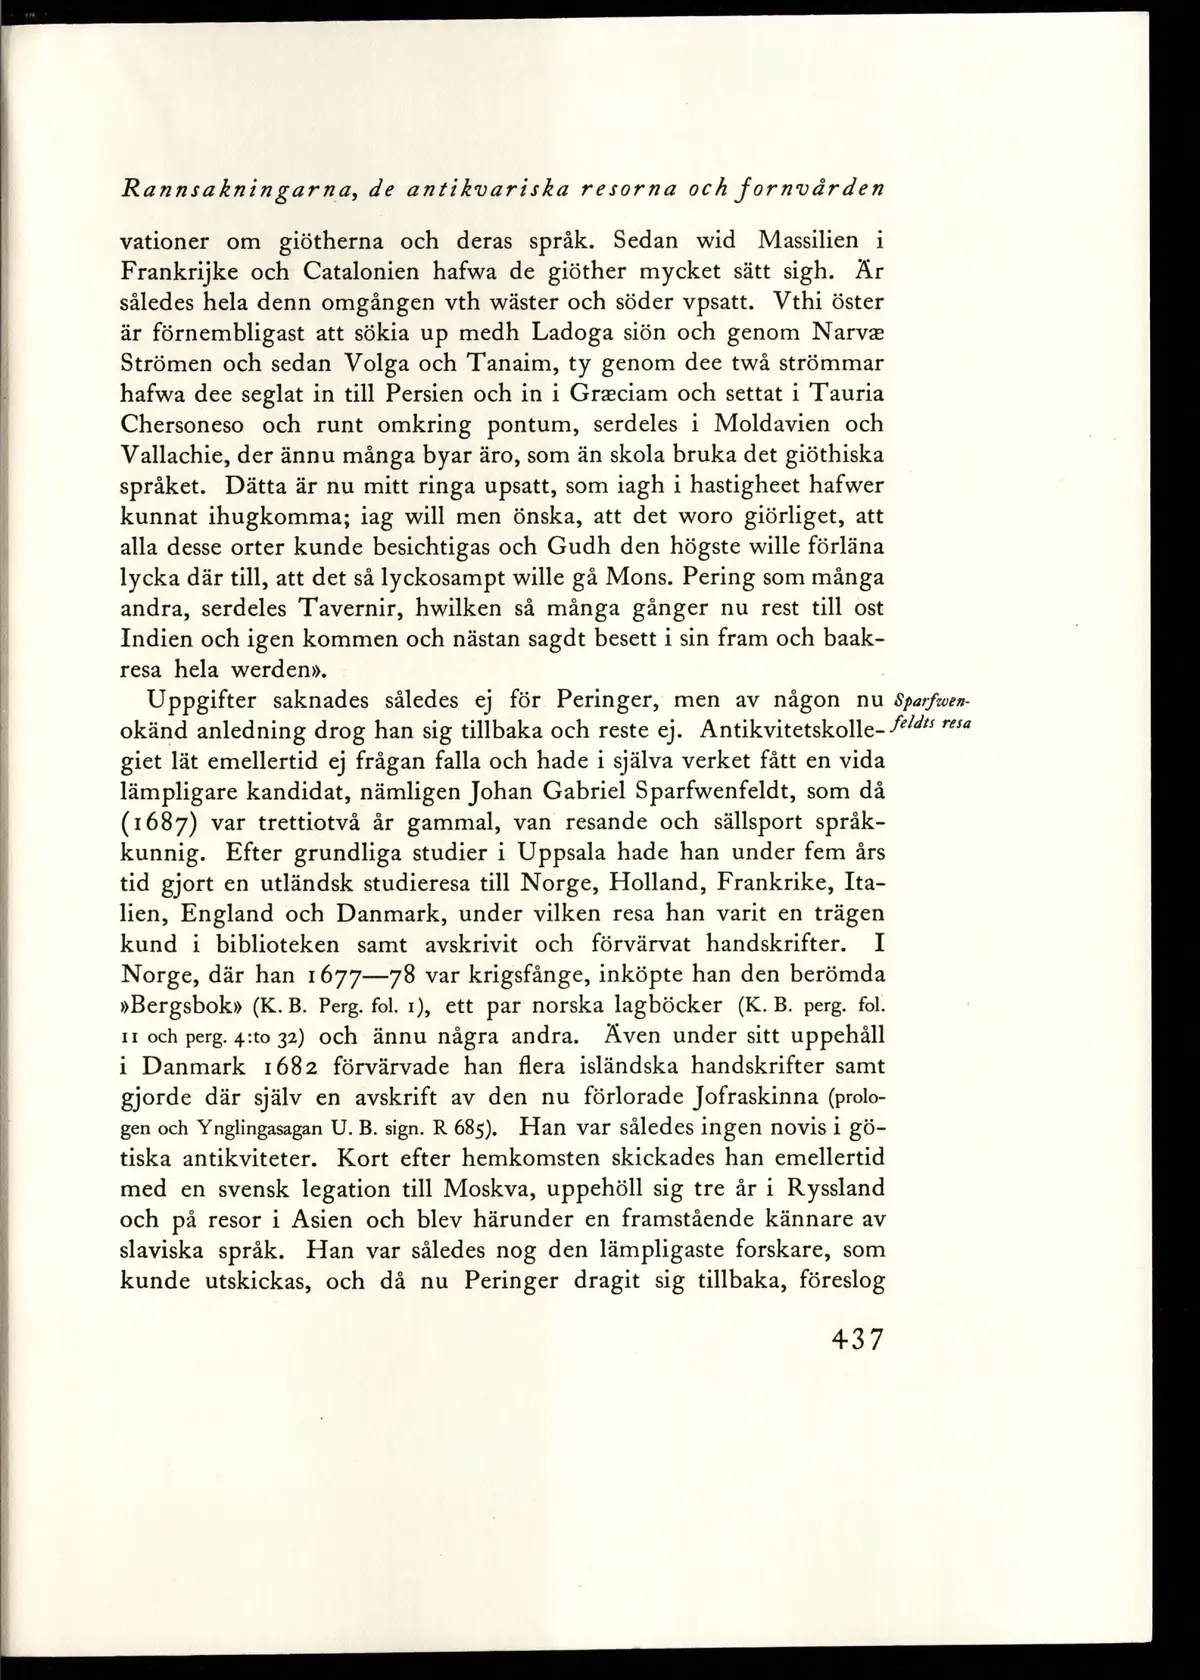 Rannsakningarna, de antikvariska resorna och fornvården
vationer om giötherna och deras språk. Sedan wid Massilien i
Frankrijke och Catalonien hafwa de giöther mycket sätt sigh. Är
således hela denn omgången vth wäster och söder vpsatt. Vthi öster
är förnembligast att sökia up medh Ladoga siön och genom Narvæ
Strömen och sedan Volga och Tanaim, ty genom dee twå strömmar
hafwa dee seglat in till Persien och in i Græciam och settat i Tauria
Chersoneso och runt omkring pontum, serdeles i Moldavien och
Vallachie, der ännu många byar äro, som än skola bruka det giöthiska
språket. Dätta är nu mitt ringa upsatt, som iagh i hastigheet hafwer
kunnat ihugkomma; iag will men önska, att det woro giörliget, att
alla desse orter kunde besichtigas och Gudh den högste wille förläna
lycka där till, att det så lyckosampt wille gå Mons. Pering som många
andra, serdeles Tavernir, hwilken så många gånger nu rest till ost
Indien och igen kommen och nästan sagdt besett i sin fram och baak-
resa hela werden».
Uppgifter saknades således ej för Peringer, men av någon nu
Sparfwen-
okänd anledning drog han sig tillbaka och reste ej. Antikvitetskolle-
feldts resa
giet lät emellertid ej frågan falla och hade i själva verket fått en vida
lämpligare kandidat, nämligen Johan Gabriel Sparfwenfeldt, som då
(1687) var trettiotvå år gammal, van resande och sällsport språk-
kunnig. Efter grundliga studier i Uppsala hade han under fem års
tid gjort en utländsk studieresa till Norge, Holland, Frankrike, Ita-
lien, England och Danmark, under vilken resa han varit en trägen
kund i biblioteken samt avskrivit och förvärvat handskrifter. I
Norge, där han 1677—78 var krigsfånge, inköpte han den berömda
»Bergsbok» (K. B. Perg. fol. 1), ett par norska lagböcker (K. B. perg. fol.
11 och perg. 4:to 32) och ännu några andra. Även under sitt uppehåll
i Danmark 1682 förvärvade han flera isländska handskrifter samt
gjorde där själv en avskrift av den nu förlorade Jofraskinna (prolo-
gen och Ynglingasagan U. B. sign. R 685). Han var således ingen novis i gö-
tiska antikviteter. Kort efter hemkomsten skickades han emellertid
med en svensk legation till Moskva, uppehöll sig tre år i Ryssland
och på resor i Asien och blev härunder en framstående kännare av
slaviska språk. Han var således nog den lämpligaste forskare, som
kunde utskickas, och då nu Peringer dragit sig tillbaka, föreslog
437